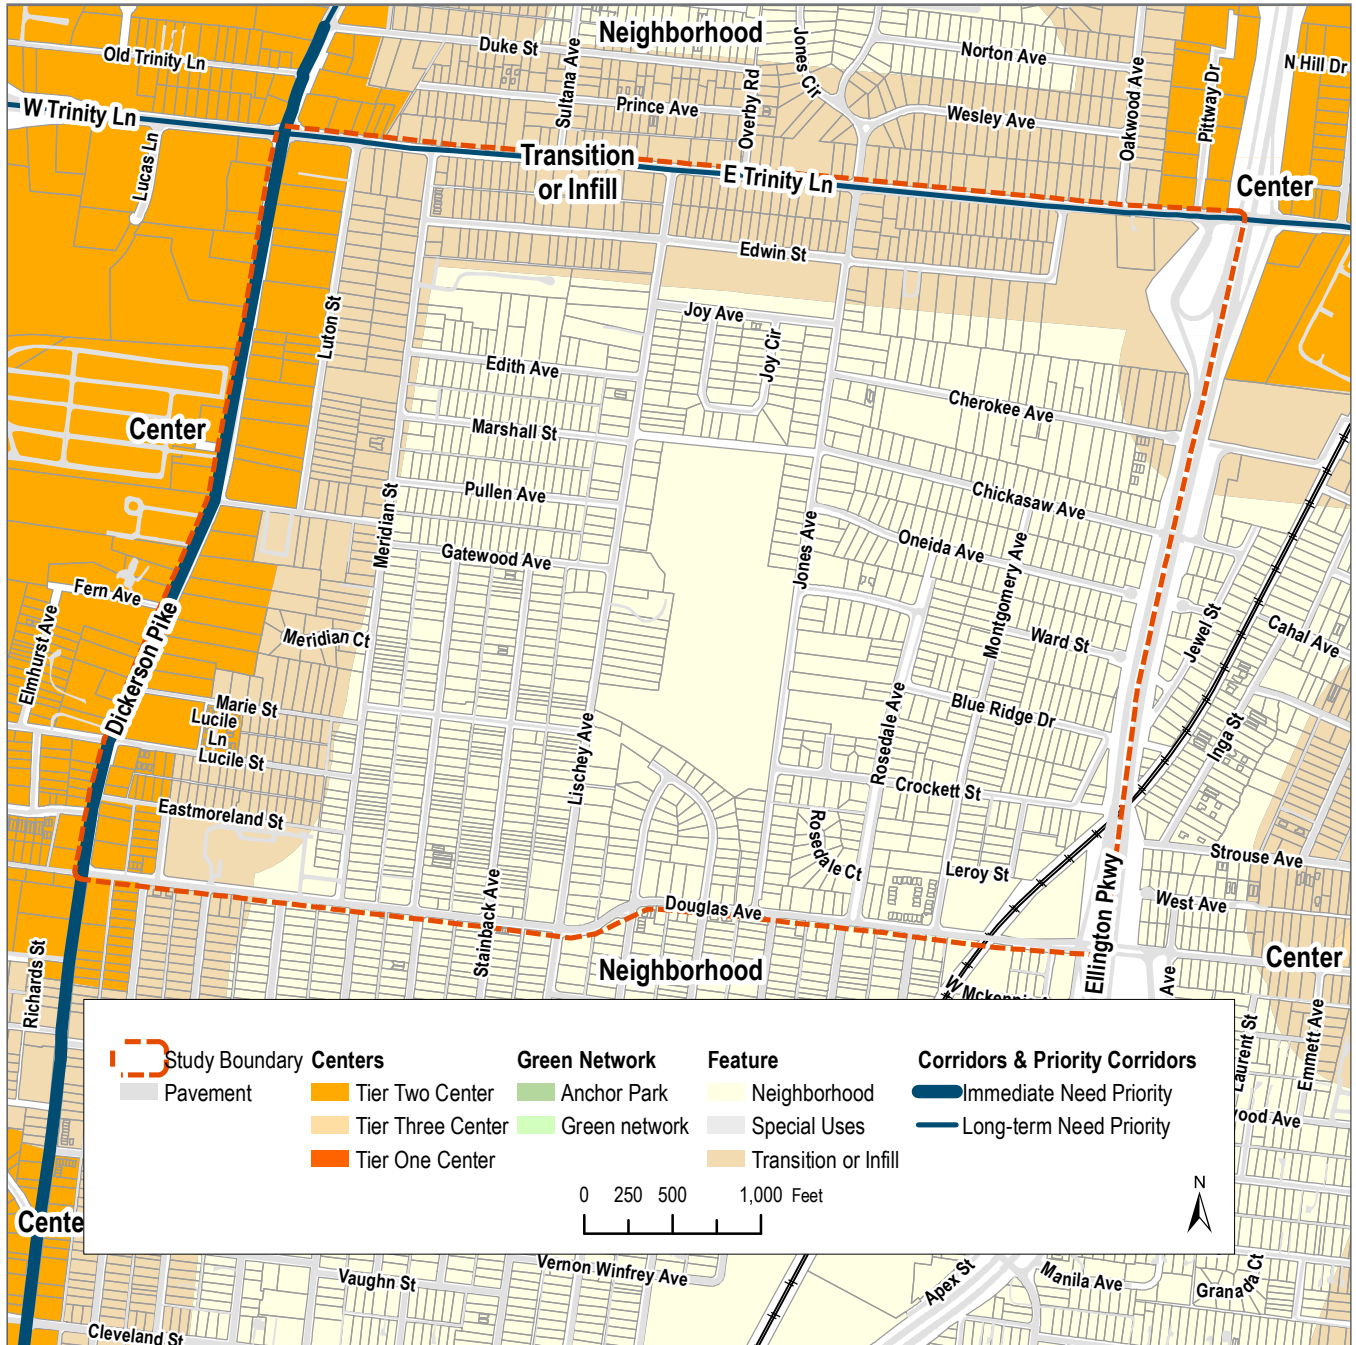 Neighborhood
Duke St
Sultana Ave
Jones Cir
Norton Ave
Old Trinity Ln
Oakwood Ave
Pittway Dr
N Hill Dr
W Trinity Ln
Prince Ave
Overby Rd
Wesley Ave
Lucas Ln
Transition
or Infill
E Trinity Ln
Center
Edwin St
Luton St
Joy Ave
Joy Cir
Edith Ave
Cherokee Ave
Center
Marshall St
Meridian St
Pullen Ave
Chickasaw Ave
Jones Ave
Oneida Ave
Gatewood Ave
Montgomery Ave
Fern Ave
Elmhurst Ave
Dickerson Pike
Meridian Ct
Ward St
Jewel St
Cahal Ave
Marie St
Lucile
Ln
Lucile St
Lischey Ave
Rosedale Ave
Blue Ridge Dr
Inga St
Crockett St
Eastmoreland St
Rosedale Ct
Leroy St
Strouse Ave
Stainback Ave
Douglas Ave
Ellington Pkwy
West Ave
Richards St
Neighborhood
Center
Ave
Laurent St
Emmett Ave
Study Boundary
Pavement
Centers
Tier Two Center
Tier Three Center
Tier One Center
Green Network
Anchor Park
Green network
Feature
Neighborhood
Special Uses
Transition or Infill
Corridors & Priority Corridors
Immediate Need Priority
Long-term Need Priority
0 250 500 1,000 Feet
N
Vaughn St
Vernon Winfrey Ave
Apex St
Manila Ave
Granada Ct
Cleveland St